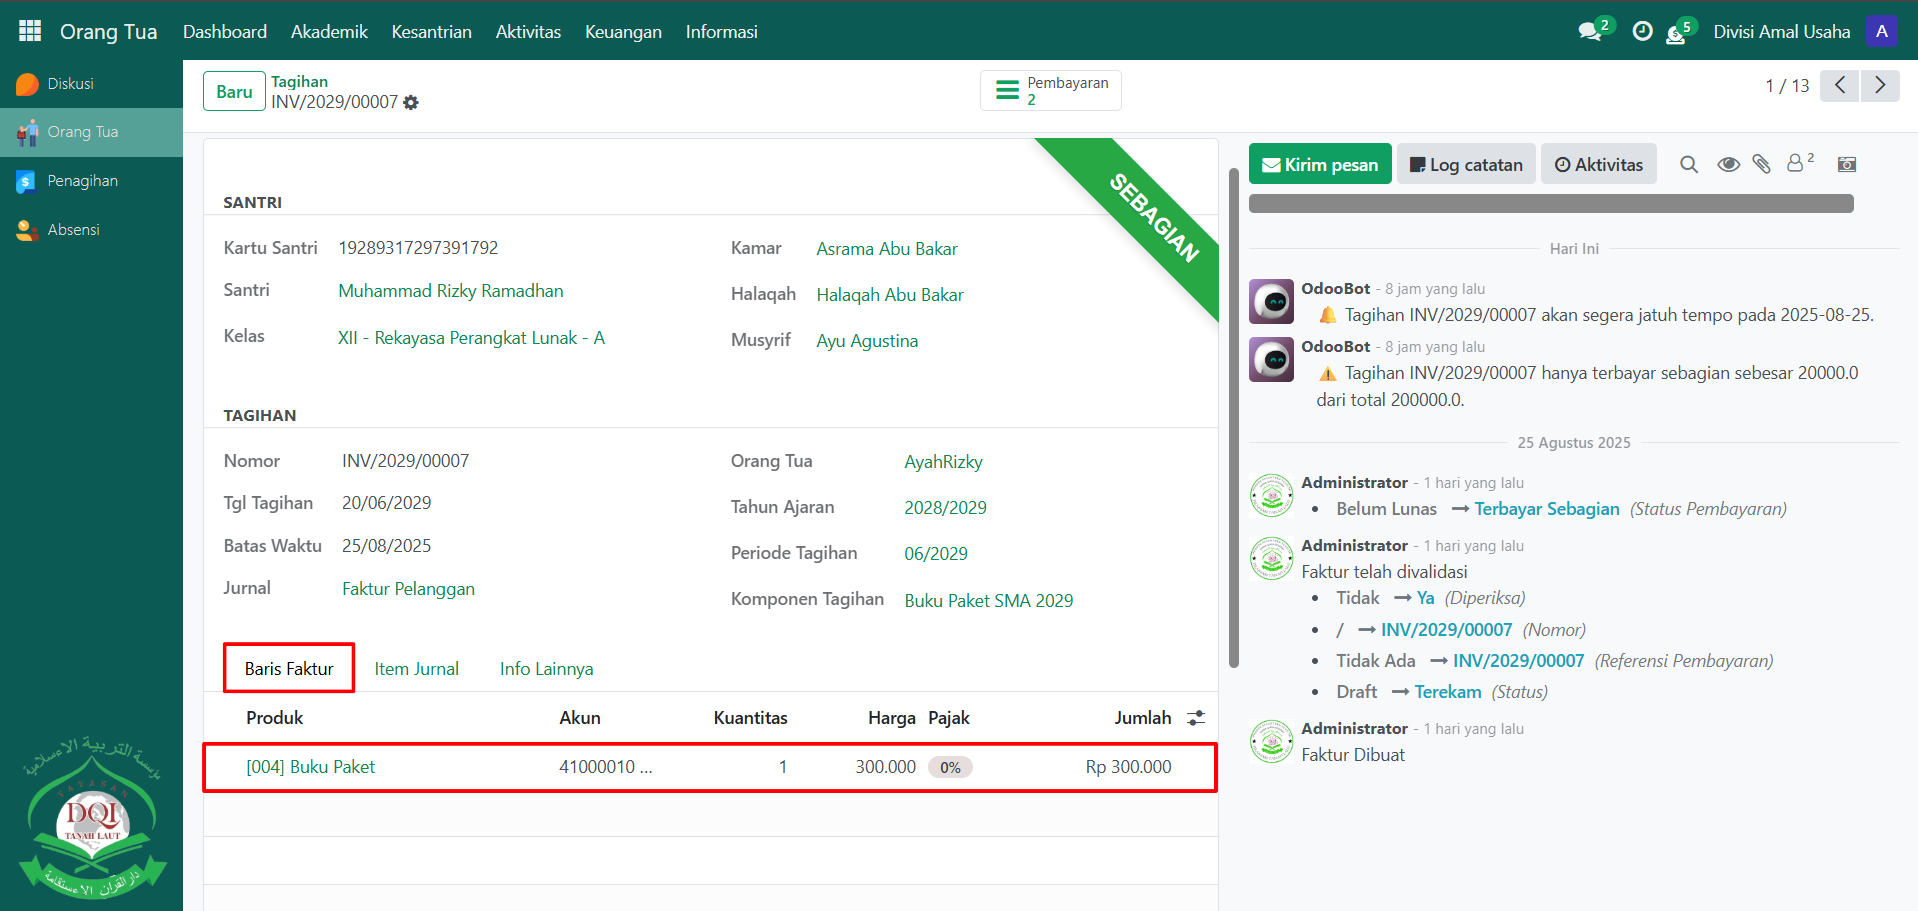 Orang Tua
Dashboard
Akademik
Kesantrian
Aktivitas
Keuangan
Informasi
2
5
Divisi Amal Usaha
A
Diskusi
Orang Tua
Penagihan
Absensi
Baru
Tagihan
INV/2029/00007
Pembayaran
2
1 / 13
SEBAGIAN
SANTRI
Kartu Santri 19289317297391792
Santri Muhammad Rizky Ramadhan
Kelas XII - Rekayasa Perangkat Lunak - A
Kamar Asrama Abu Bakar
Halaqah Halaqah Abu Bakar
Musyrif Ayu Agustina
TAGIHAN
Nomor INV/2029/00007
Tgl Tagihan 20/06/2029
Batas Waktu 25/08/2025
Jurnal Faktur Pelanggan
Orang Tua AyahRizky
Tahun Ajaran 2028/2029
Periode Tagihan 06/2029
Komponen Tagihan Buku Paket SMA 2029
Baris Faktur
Item Jurnal
Info Lainnya
Produk Akun Kuantitas Harga Pajak Jumlah
[004] Buku Paket 41000010 ... 1 300.000 0% Rp 300.000
Kirim pesan
Log catatan
Aktivitas
2
Hari Ini
OdooBot - 8 jam yang lalu
Tagihan INV/2029/00007 akan segera jatuh tempo pada 2025-08-25.
OdooBot - 8 jam yang lalu
Tagihan INV/2029/00007 hanya terbayar sebagian sebesar 20000.0
dari total 200000.0.
25 Agustus 2025
Administrator - 1 hari yang lalu
• Belum Lunas → Terbayar Sebagian (Status Pembayaran)
Administrator - 1 hari yang lalu
Faktur telah divalidasi
• Tidak → Ya (Diperiksa)
• / → INV/2029/00007 (Nomor)
• Tidak Ada → INV/2029/00007 (Referensi Pembayaran)
• Draft → Terekam (Status)
Administrator - 1 hari yang lalu
Faktur Dibuat
مؤسسة التربية الإسلامية
YAYASAN
DQI
TANAH LAUT
دار القرآن الاستقامة